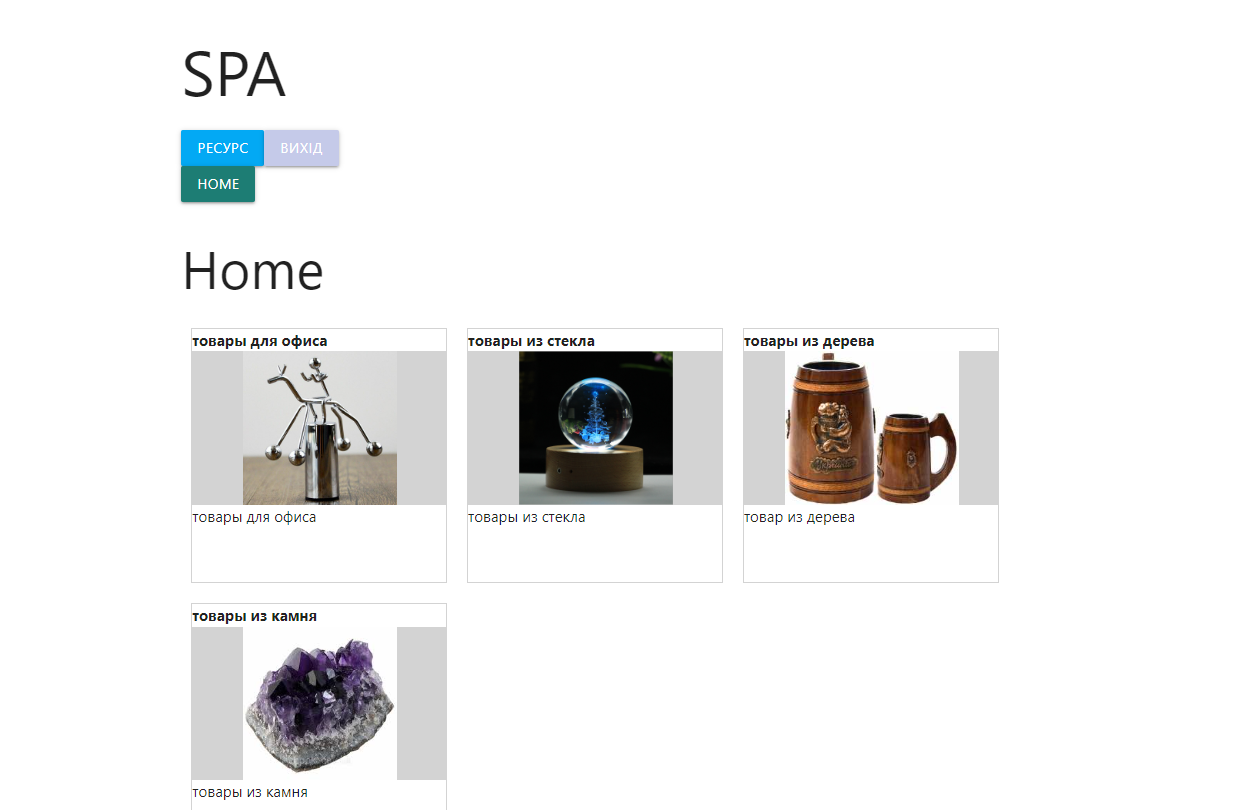 SPA
РЕСУРС ВИХІД
HOME
Home
товары для офиса
товары для офиса
товары из стекла
товары из стекла
товары из дерева
товар из дерева
товары из камня
товары из камня